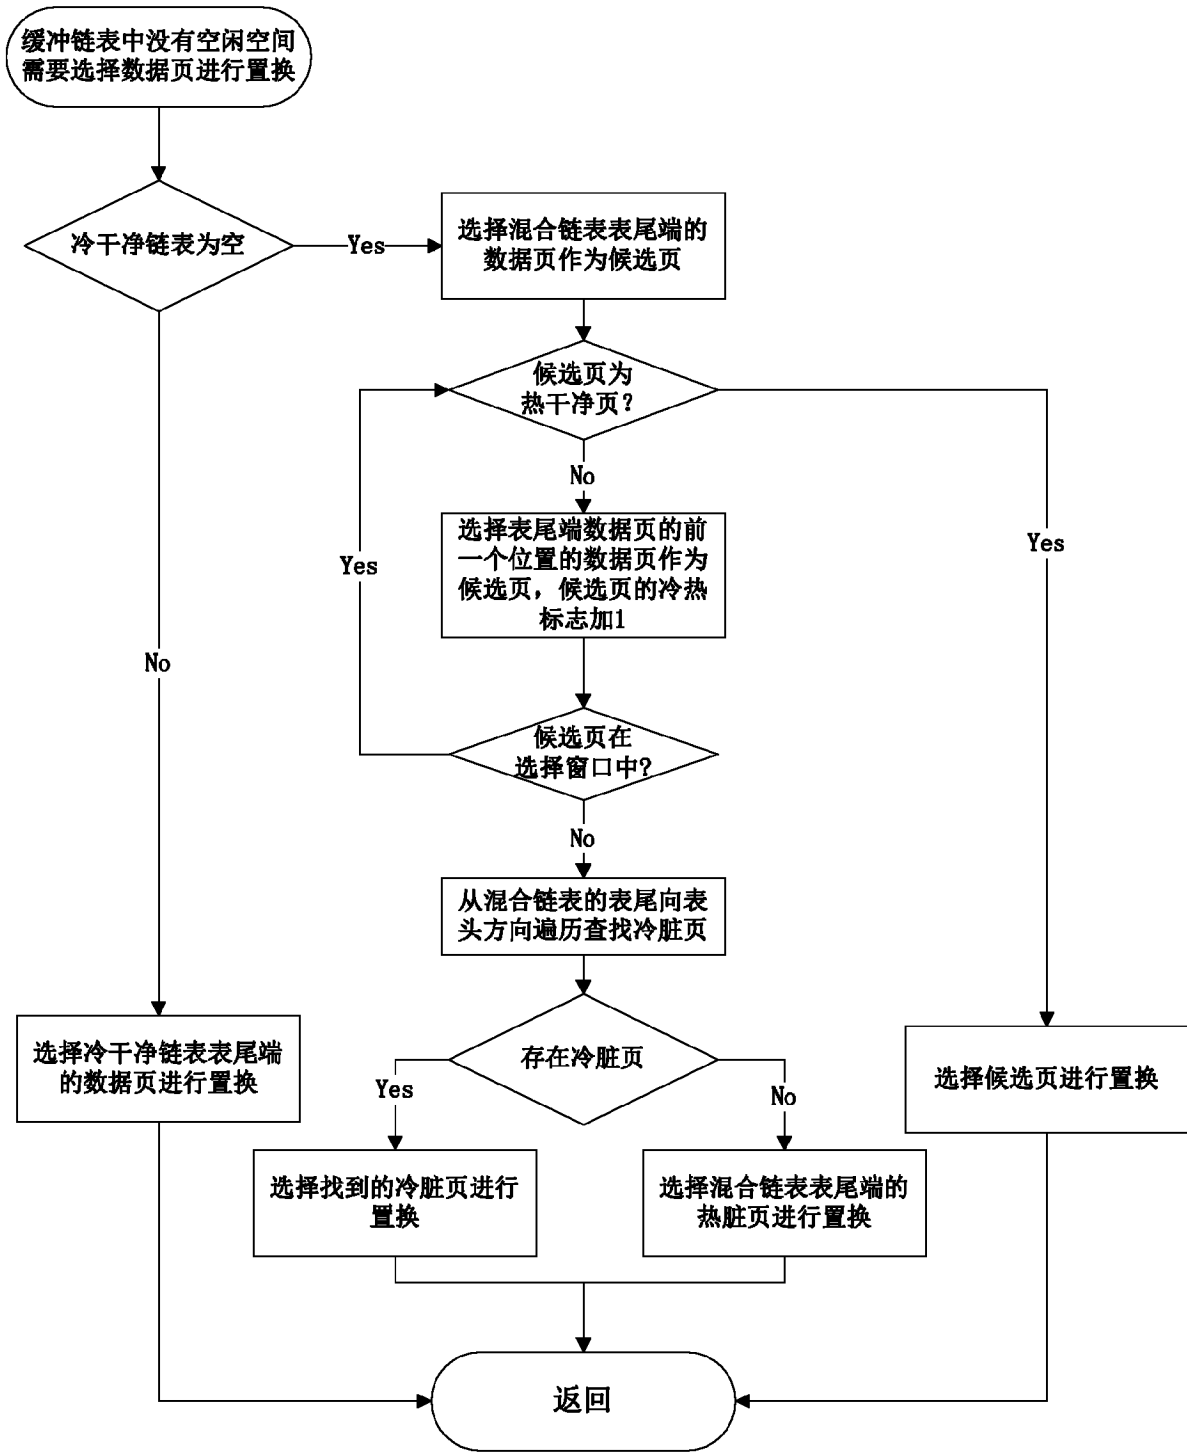 缓冲链表中没有空闲空间
需要选择数据页进行置换
冷干净链表为空
Yes
选择混合链表表尾端的
数据页作为候选页
候选页为
热干净页？
No
选择表尾端数据页的前
一个位置的数据页作为
候选页，候选页的冷热
标志加1
Yes
Yes
No
候选页在
选择窗口中?
No
从混合链表的表尾向表
头方向遍历查找冷脏页
选择冷干净链表表尾端
的数据页进行置换
存在冷脏页
Yes
No
选择候选页进行置换
选择找到的冷脏页进行
置换
选择混合链表表尾端的
热脏页进行置换
返回